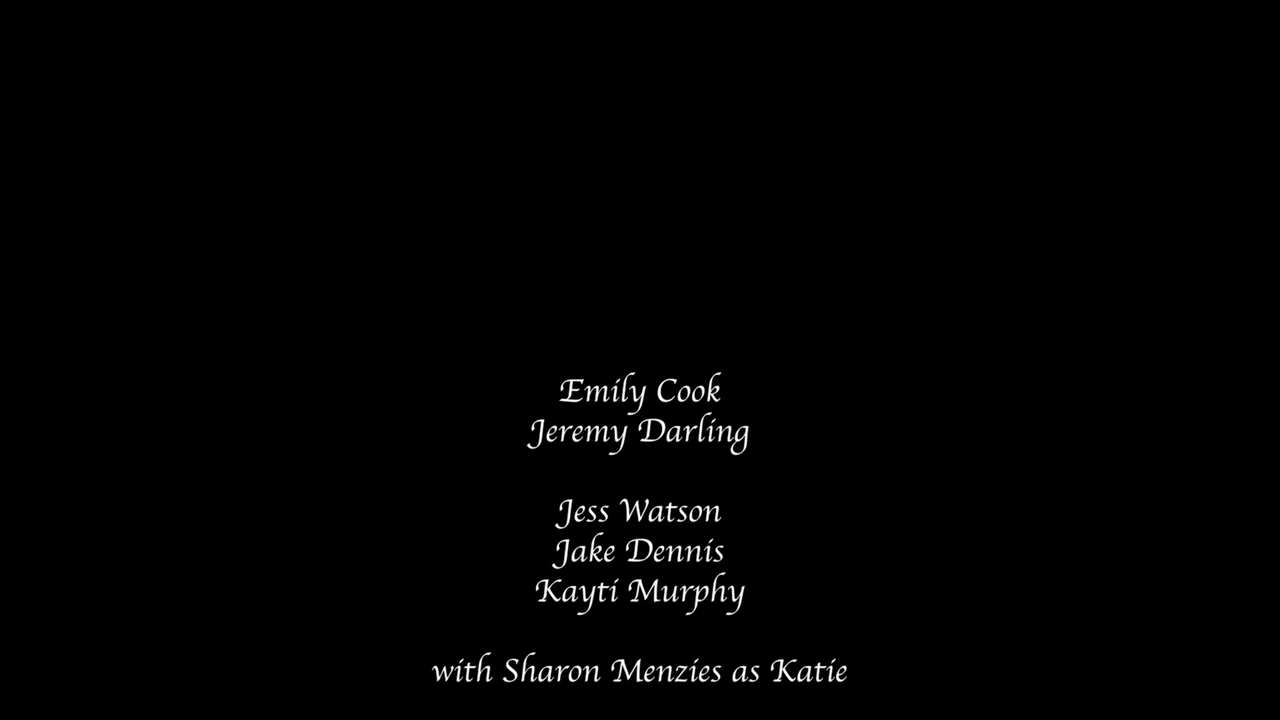 Emily Cook
Jeremy Darling
Jess Watson
Jake Dennis
Kayti Murphy
with Sharon Menzies as Katie